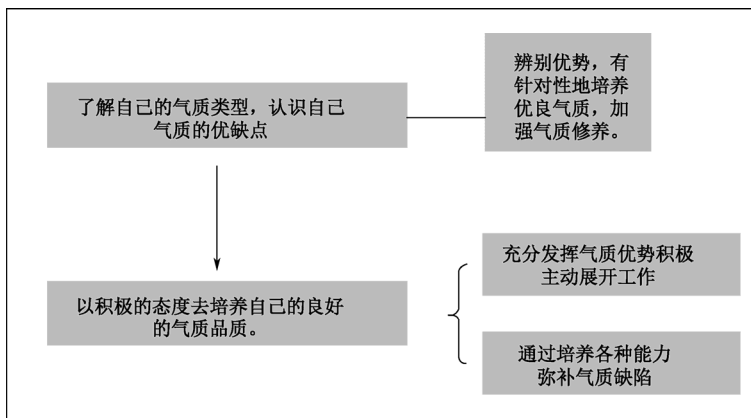 了解自己的气质类型，认识自己
气质的优缺点
辨别优势，有
针对性地培养
优良气质，加
强气质修养。
以积极的态度去培养自己的良好
的气质品质。
充分发挥气质优势积极
主动展开工作
通过培养各种能力
弥补气质缺陷